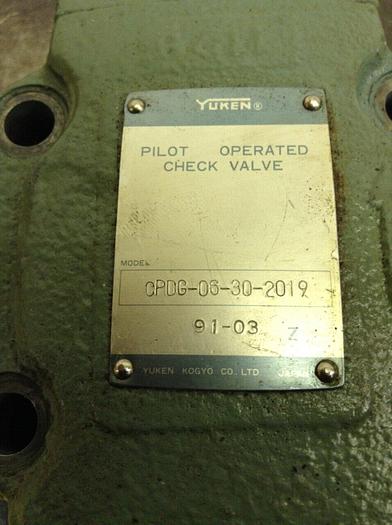 YUKEN ®
PILOT OPERATED
CHECK VALVE
MODEL
CPDG-06-30-2019
91-03 Z
YUKEN KOGYO CO. LTD JAPAN